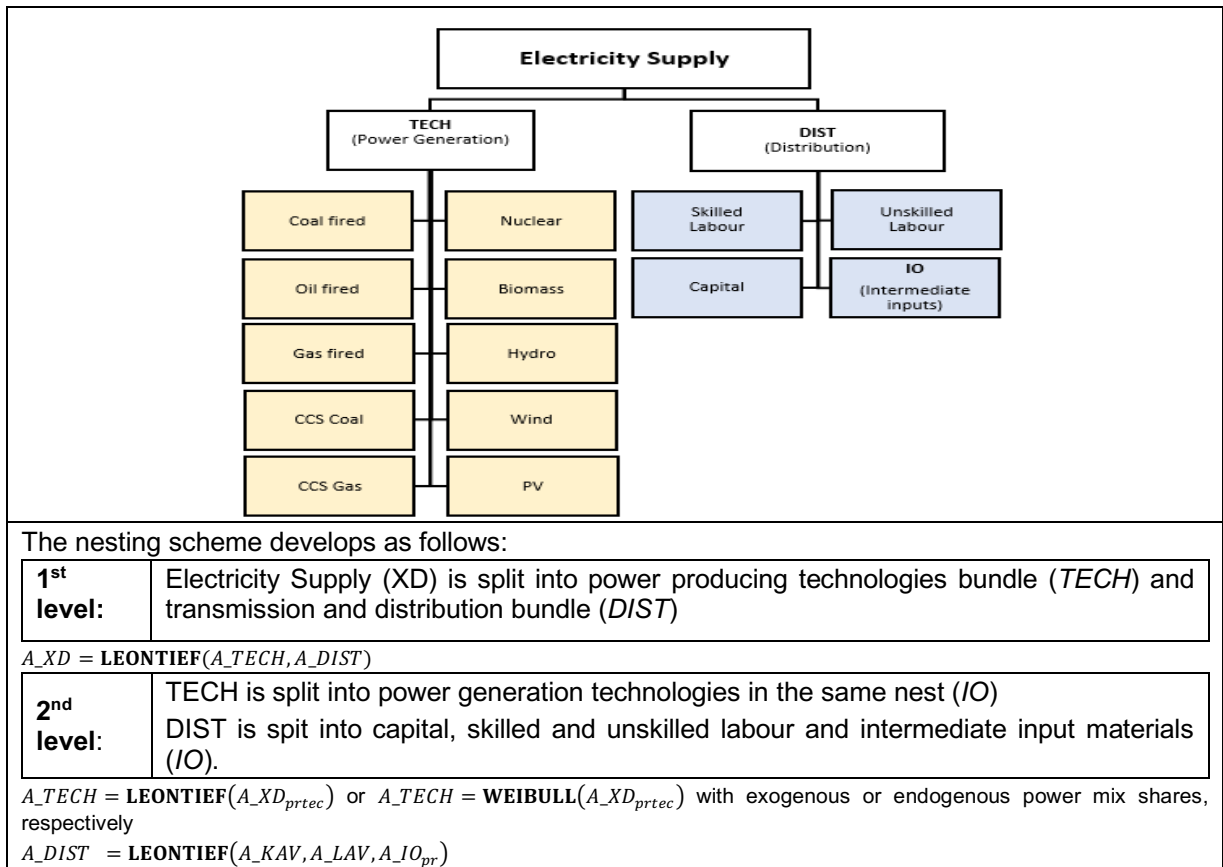 Electricity Supply
TECH
(Power Generation)
DIST
(Distribution)
Coal fired
Nuclear
Skilled
Labour
Unskilled
Labour
Oil fired
Biomass
Capital
IO
(Intermediate
inputs)
Gas fired
Hydro
CCS Coal
Wind
CCS Gas
PV
The nesting scheme develops as follows:
1st
level:
Electricity Supply (XD) is split into power producing technologies bundle (TECH) and
transmission and distribution bundle (DIST)
A_XD = LEONTIEF(A_TECH, A_DIST)
2nd
level:
TECH is split into power generation technologies in the same nest (IO)
DIST is spit into capital, skilled and unskilled labour and intermediate input materials
(IO).
A_TECH = LEONTIEF(A_XD_prtec) or A_TECH = WEIBULL(A_XD_prtec) with exogenous or endogenous power mix shares,
respectively
A_DIST = LEONTIEF(A_KAV, A_LAV, A_IO_pr)